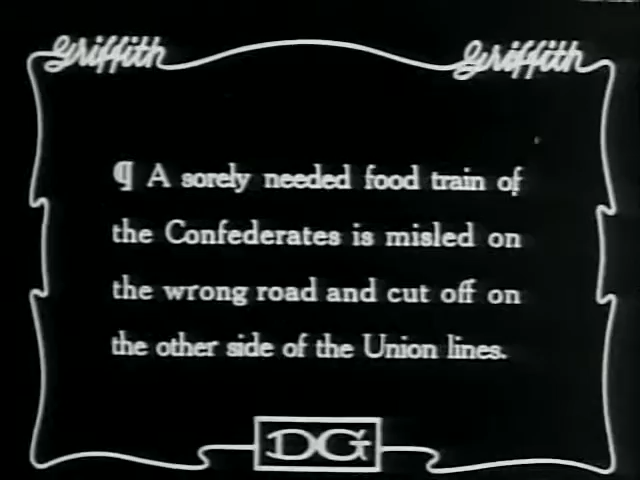 Griffith Griffith
¶ A sorely needed food train of
the Confederates is misled on
the wrong road and cut off on
the other side of the Union lines.
DG